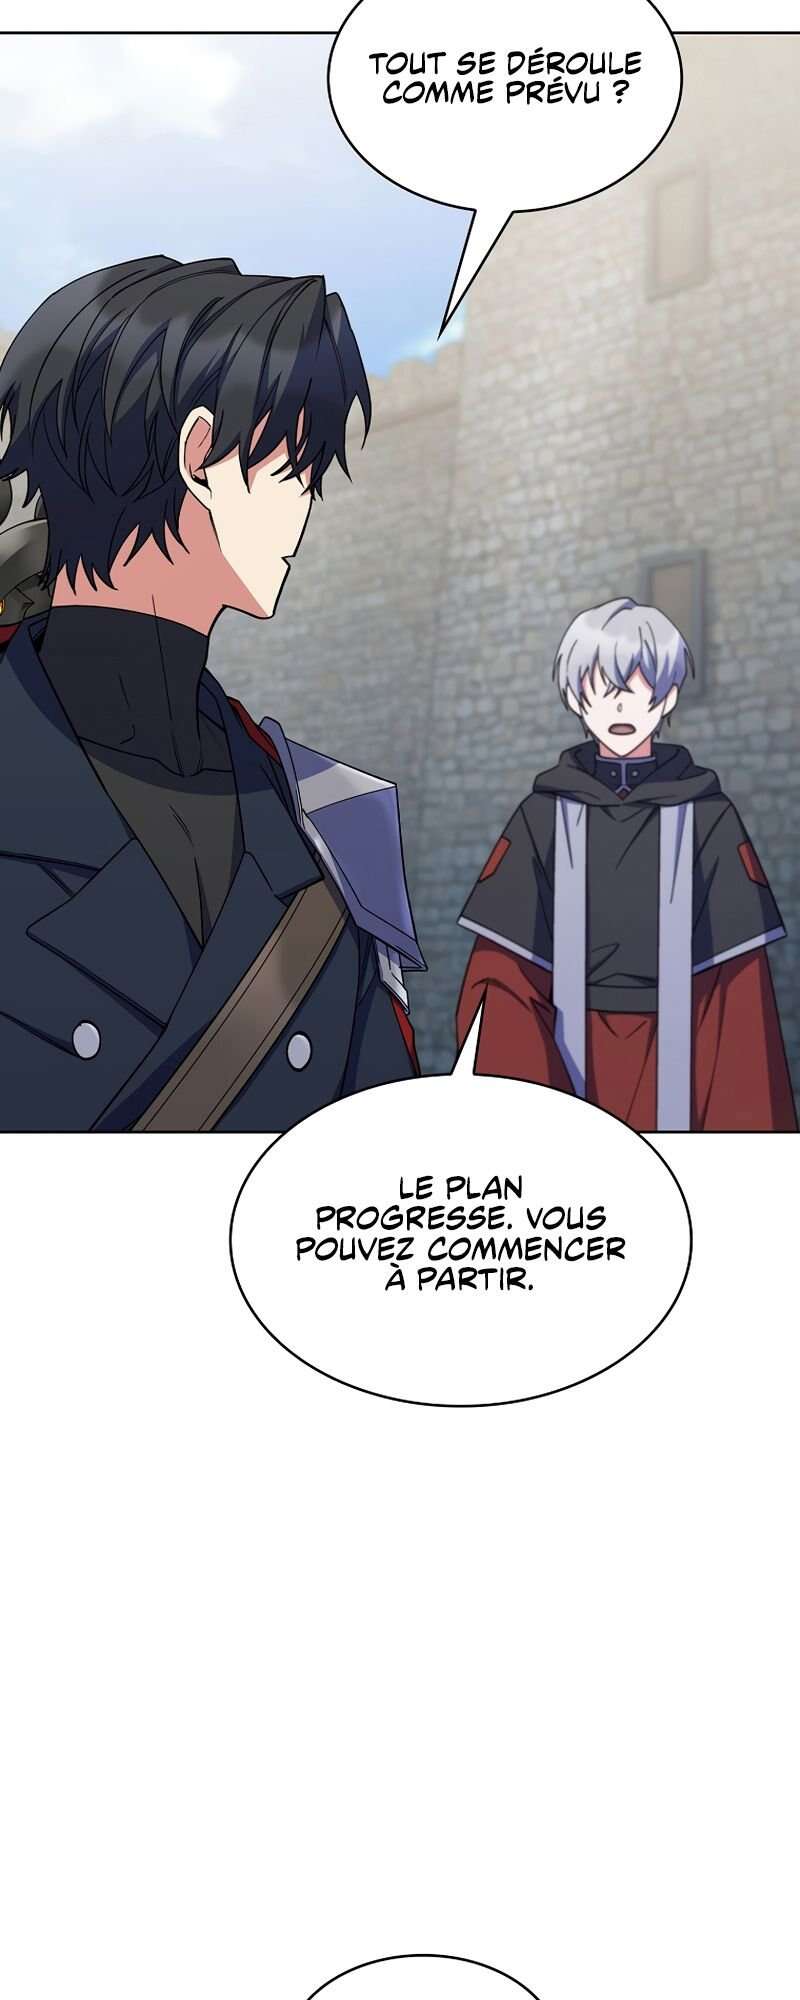 TOUT SE DÉROULE
COMME PRÉVU ?
LE PLAN
PROGRESSE. VOUS
POUVEZ COMMENCER
À PARTIR.